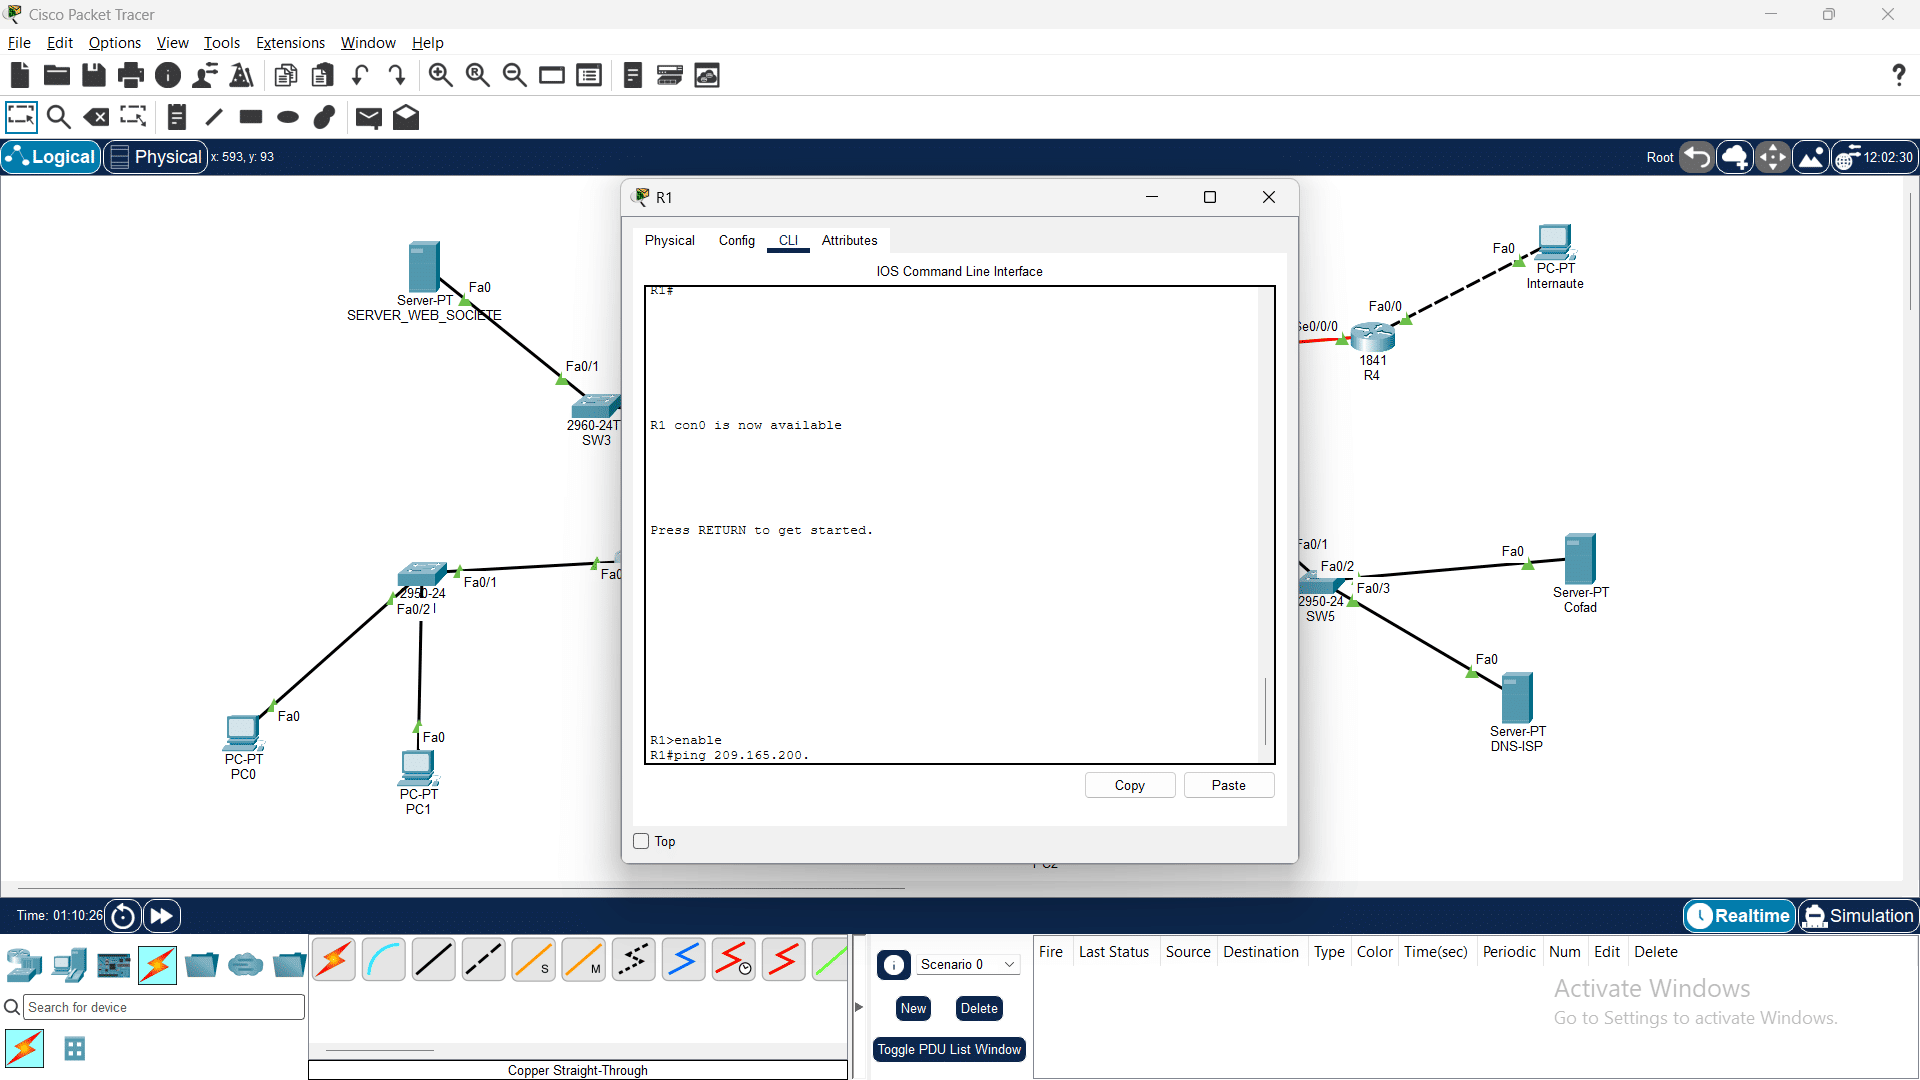 Cisco Packet Tracer
File Edit Options View Tools Extensions Window Help
Logical Physical x: 593, y: 93 Root 12:02:30
R1
Physical Config CLI Attributes
IOS Command Line Interface
R1#
R1 con0 is now available
Press RETURN to get started.
R1>enable
R1#ping 209.165.200.
Copy Paste
Top
Fa0
Server-PT
SERVER_WEB_SOCIETE
Fa0/1
2960-24T
SW3
Fa0/1
2950-24
Fa0/2
Fa0
PC-PT
PC0
Fa0
PC-PT
PC1
Fa0
PC-PT
Internaute
Fa0/0
Se0/0/0
1841
R4
Fa0/1
Fa0/2
Fa0/3
2950-24
SW5
Fa0
Server-PT
Cofad
Fa0
Server-PT
DNS-ISP
PC2
Time: 01:10:26 Realtime Simulation
Search for device
S M
Copper Straight-Through
Scenario 0
New Delete
Toggle PDU List Window
Fire Last Status Source Destination Type Color Time(sec) Periodic Num Edit Delete
Activate Windows
Go to Settings to activate Windows.